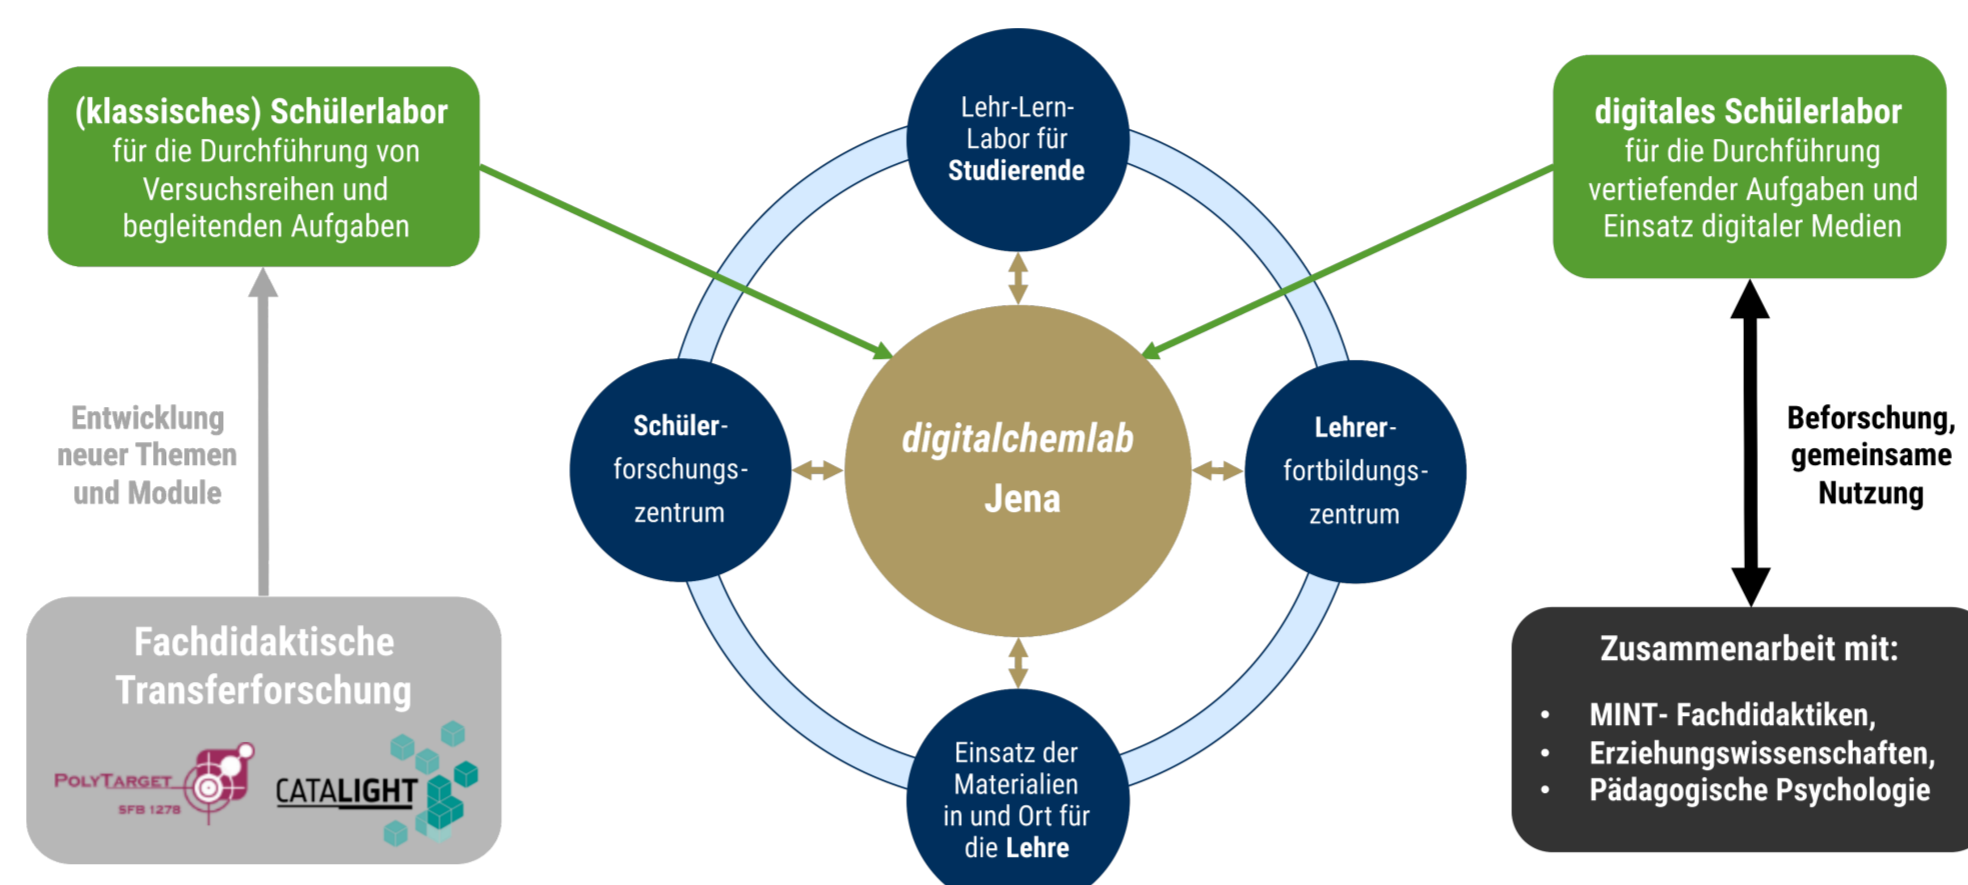 (klassisches) Schülerlabor
für die Durchführung von
Versuchsreihen und
begleitenden Aufgaben
Entwicklung
neuer Themen
und Module
Fachdidaktische
Transferforschung
POLYTARGET
SFB 1278
CATALIGHT
Lehr-Lern-
Labor für
Studierende
Schüler-
forschungs-
zentrum
digitalchemlab
Jena
Lehrer-
fortbildungs-
zentrum
Einsatz der
Materialien
in und Ort für
die Lehre
digitales Schülerlabor
für die Durchführung
vertiefender Aufgaben und
Einsatz digitaler Medien
Beforschung,
gemeinsame
Nutzung
Zusammenarbeit mit:
• MINT- Fachdidaktiken,
• Erziehungswissenschaften,
• Pädagogische Psychologie